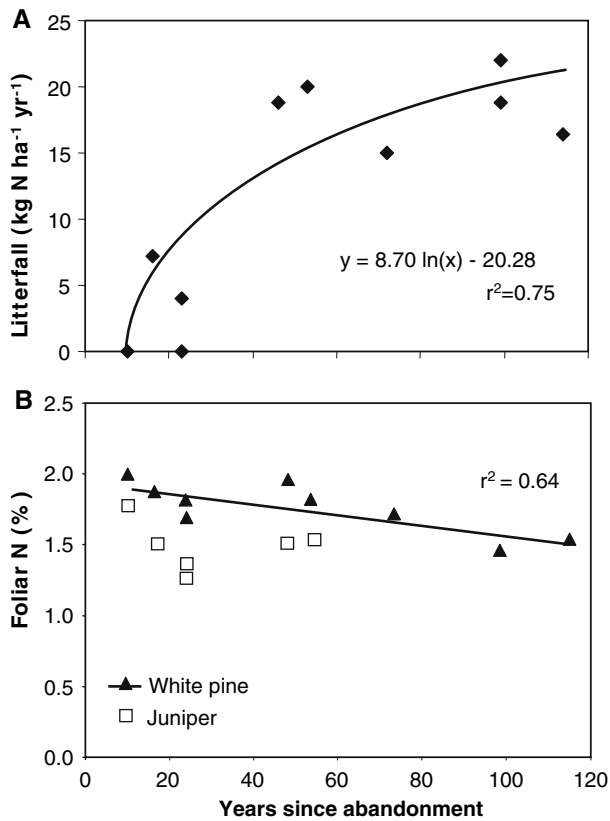 A
Litterfall (kg N ha⁻¹ yr⁻¹)
25
20
15
10
5
0
y = 8.70 ln(x) - 20.28
r²=0.75
B
Foliar N (%)
2.5
2.0
1.5
1.0
0.5
0.0
r² = 0.64
White pine
Juniper
0 20 40 60 80 100 120
Years since abandonment